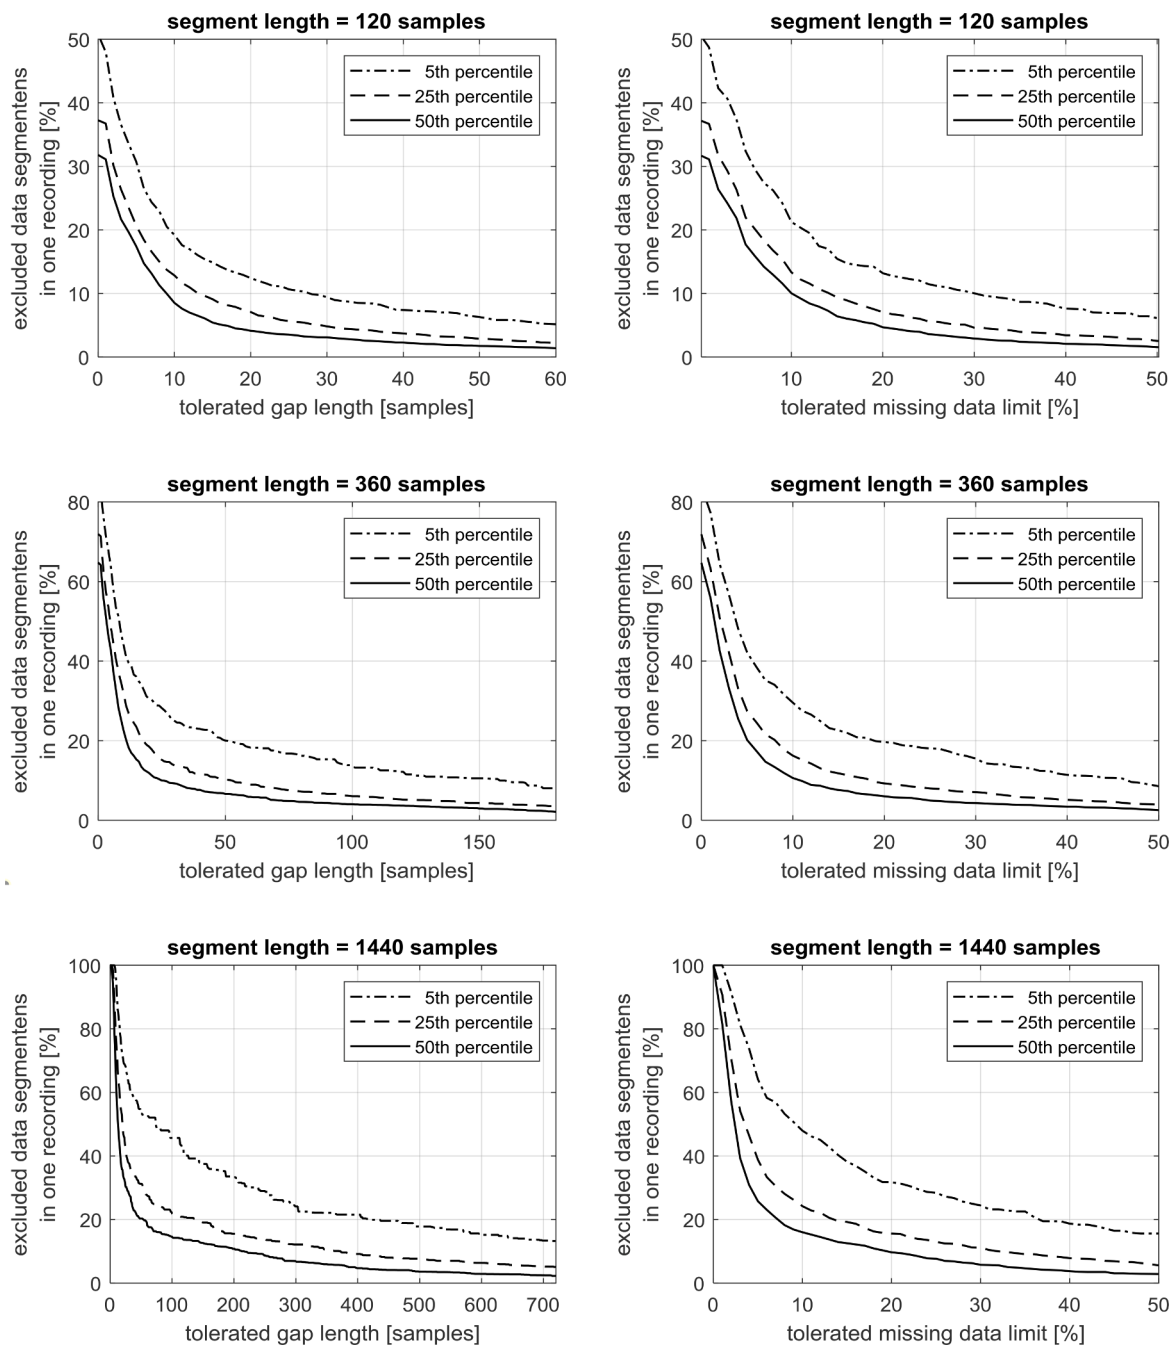 segment length = 120 samples
excluded data segmentens
in one recording [%]
50
40
30
20
10
0
5th percentile
25th percentile
50th percentile
0 10 20 30 40 50 60
tolerated gap length [samples]
segment length = 120 samples
excluded data segmentens
in one recording [%]
50
40
30
20
10
0
5th percentile
25th percentile
50th percentile
10 20 30 40 50
tolerated missing data limit [%]
segment length = 360 samples
excluded data segmentens
in one recording [%]
80
60
40
20
0
5th percentile
25th percentile
50th percentile
0 50 100 150
tolerated gap length [samples]
segment length = 360 samples
excluded data segmentens
in one recording [%]
80
60
40
20
0
5th percentile
25th percentile
50th percentile
0 10 20 30 40 50
tolerated missing data limit [%]
segment length = 1440 samples
excluded data segmentens
in one recording [%]
100
80
60
40
20
0
5th percentile
25th percentile
50th percentile
0 100 200 300 400 500 600 700
tolerated gap length [samples]
segment length = 1440 samples
excluded data segmentens
in one recording [%]
100
80
60
40
20
0
5th percentile
25th percentile
50th percentile
0 10 20 30 40 50
tolerated missing data limit [%]